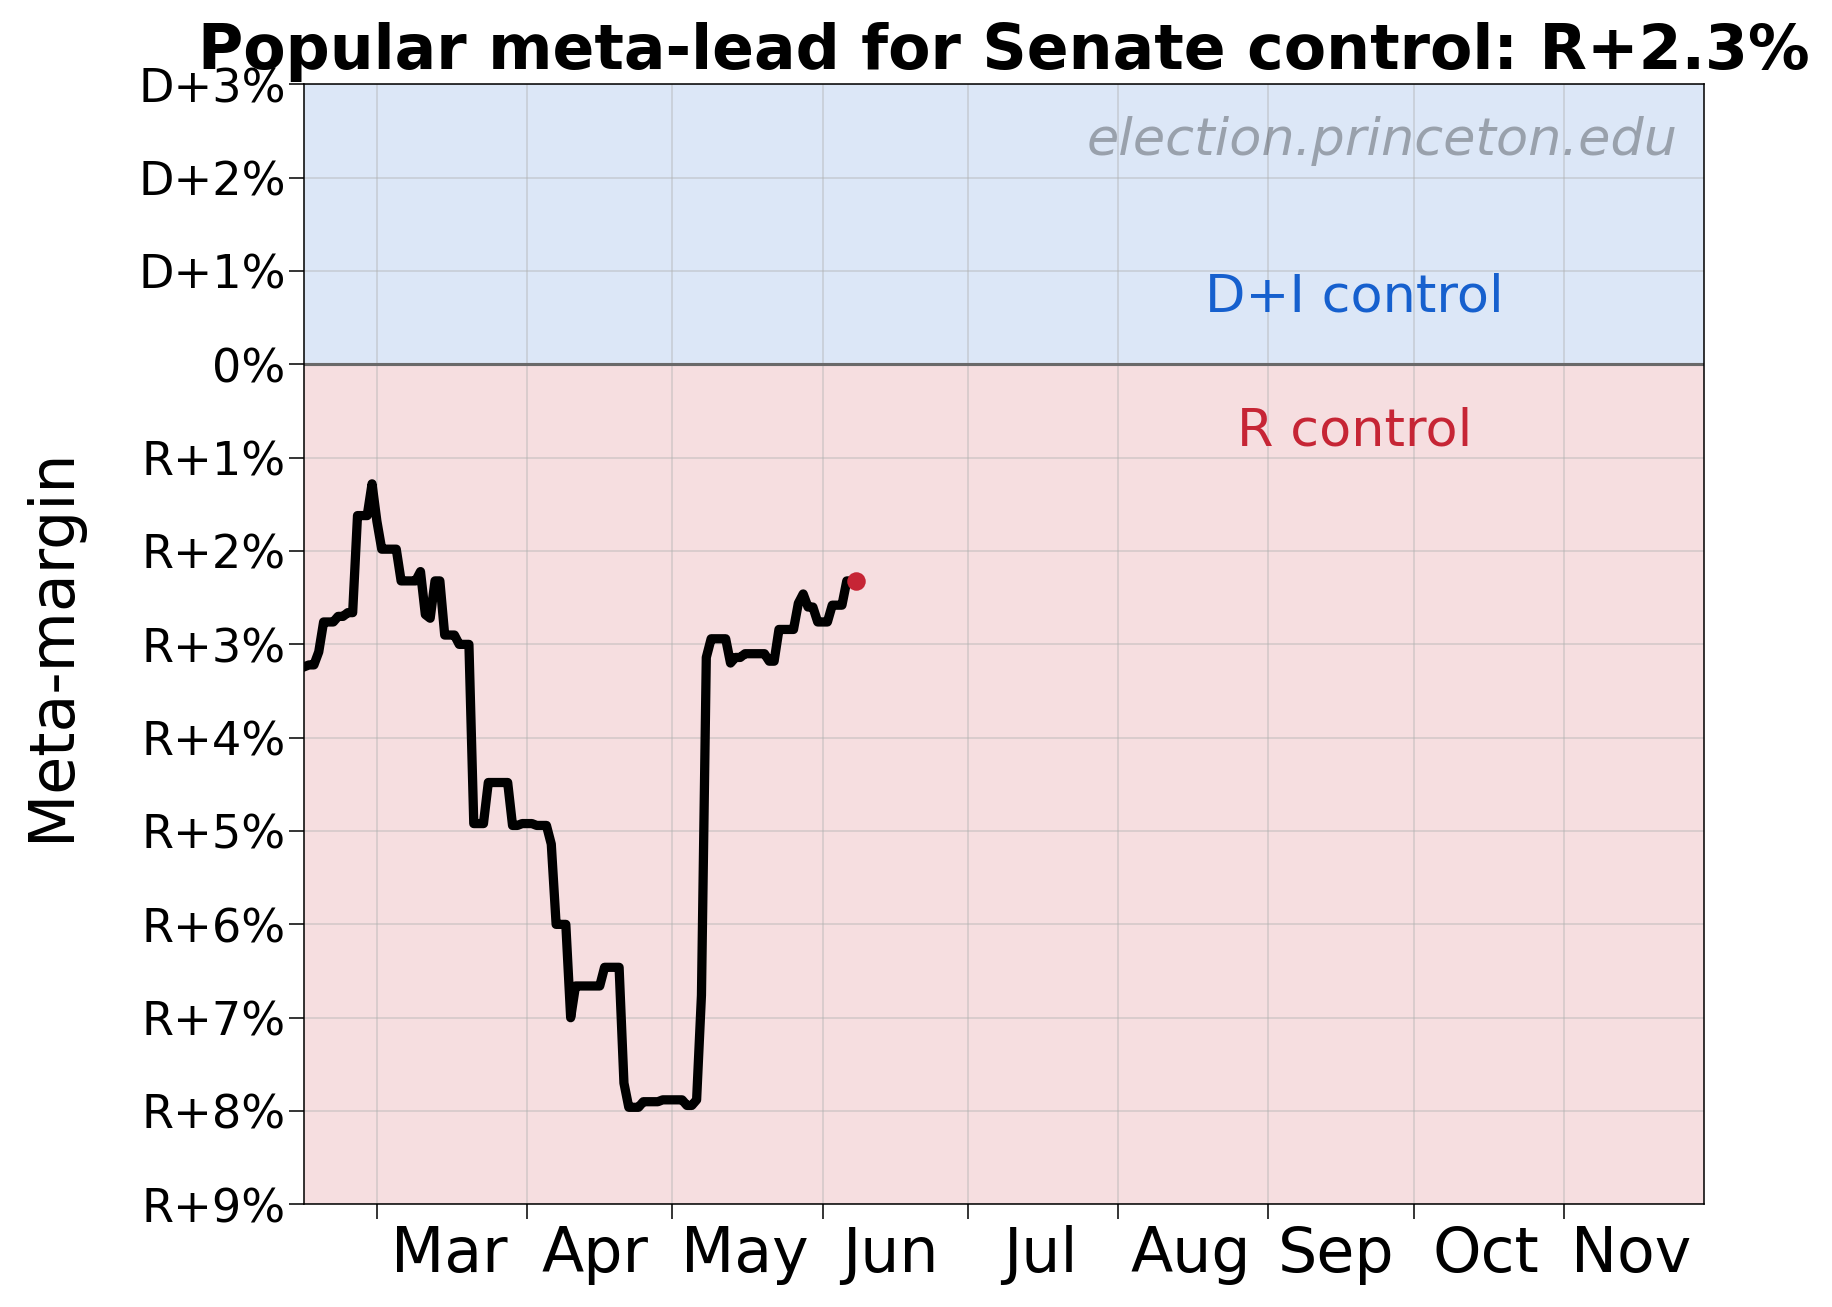 Popular meta-lead for Senate control: R+2.3%
D+3%
election.princeton.edu
D+2%
D+1%
D+I control
0%
R control
R+1%
R+2%
R+3%
R+4%
R+5%
R+6%
R+7%
R+8%
R+9%
Meta-margin
Mar Apr May Jun Jul Aug Sep Oct Nov